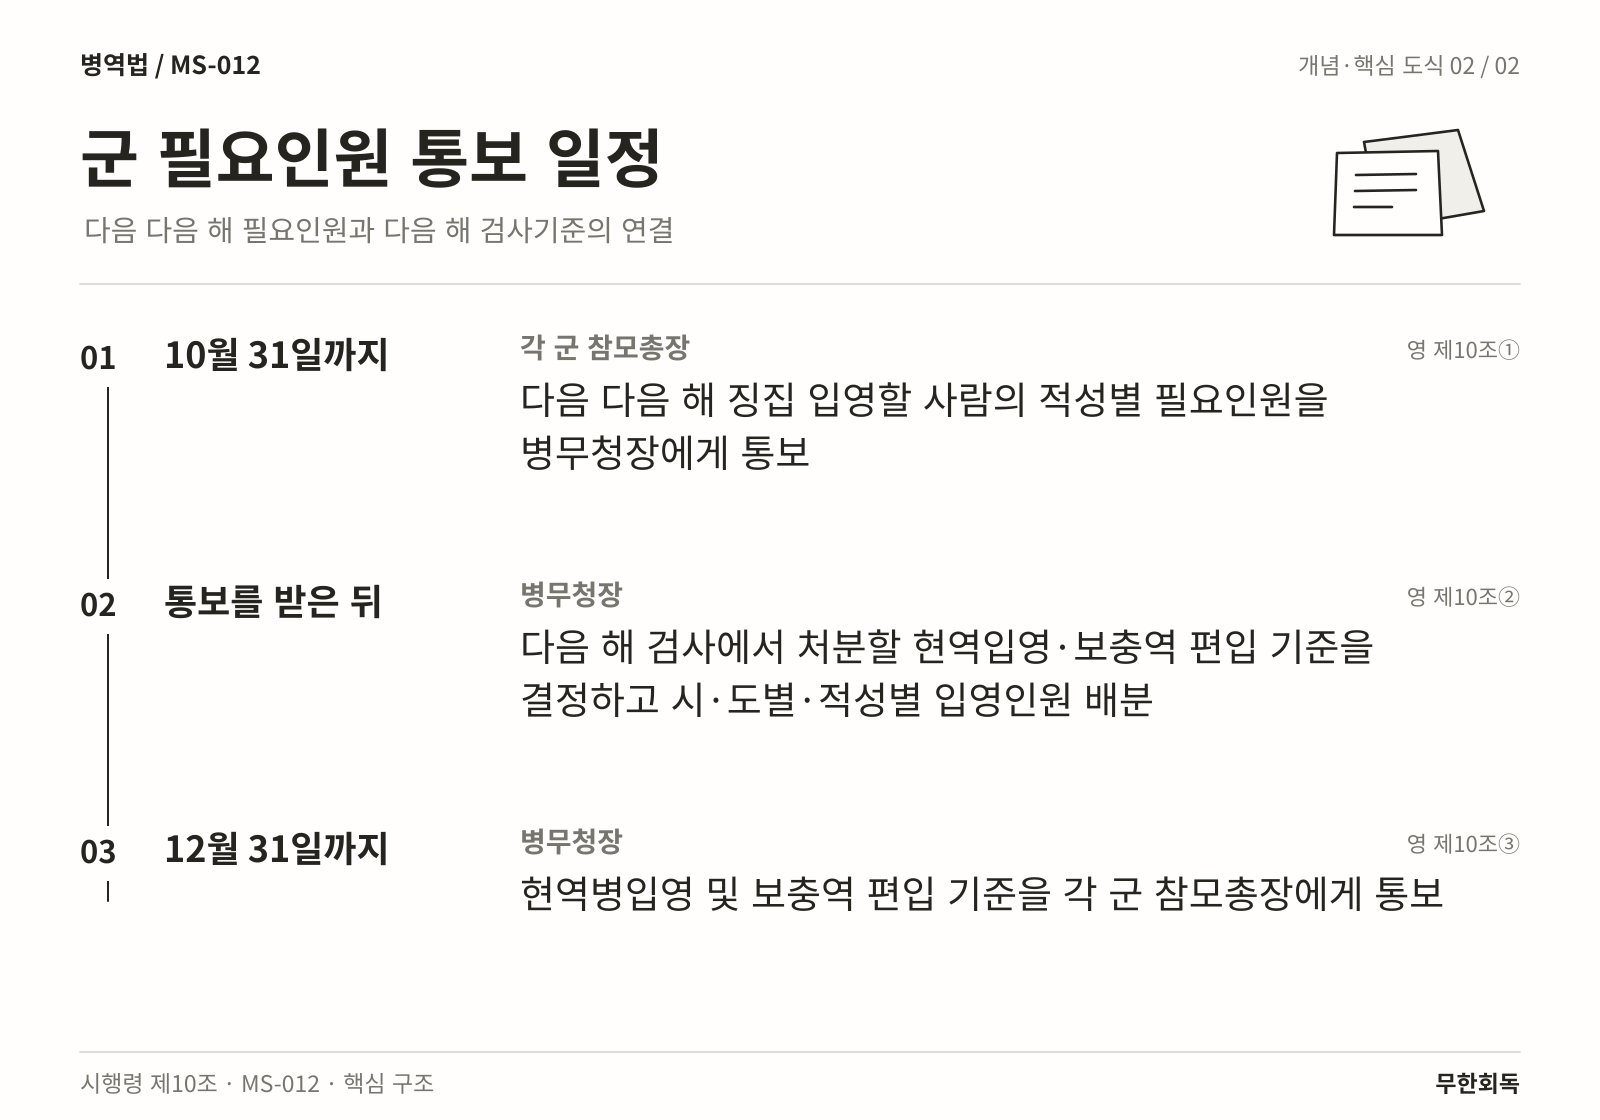 병역법 / MS-012
개념·핵심 도식 02 / 02
군 필요인원 통보 일정
다음 다음 해 필요인원과 다음 해 검사기준의 연결
01
10월 31일까지
각 군 참모총장
영 제10조①
다음 다음 해 징집 입영할 사람의 적성별 필요인원을
병무청장에게 통보
02
통보를 받은 뒤
병무청장
영 제10조②
다음 해 검사에서 처분할 현역입영·보충역 편입 기준을
결정하고 시·도별·적성별 입영인원 배분
03
12월 31일까지
병무청장
영 제10조③
현역병입영 및 보충역 편입 기준을 각 군 참모총장에게 통보
시행령 제10조 · MS-012 · 핵심 구조
무한회독